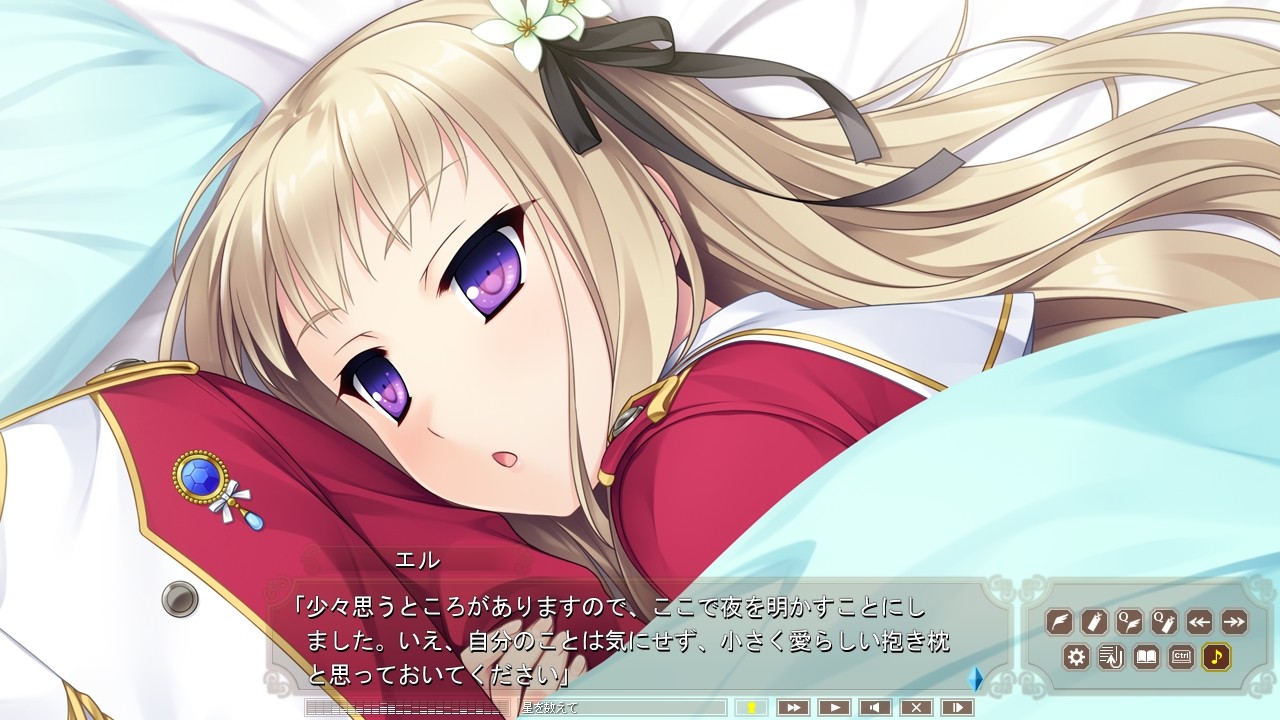 エル
「少々思うところがありますので、ここで夜を明かすことにし
ました。いえ、自分のことは気にせず、小さく愛らしい抱き枕
と思っておいてください」
Ctrl
星を数えて